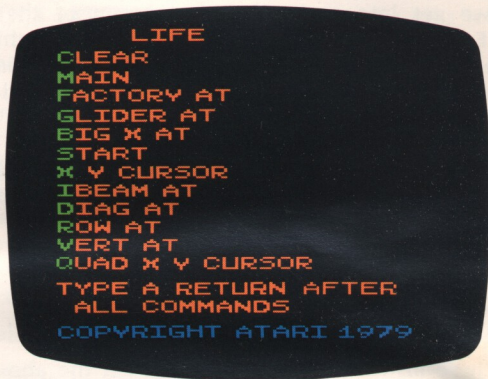 LIFE
CLEAR
MAIN
FACTORY AT
GLIDER AT
BIG X AT
START
X Y CURSOR
IBEAM AT
DIAG AT
ROW AT
VERT AT
QUAD X Y CURSOR
TYPE A RETURN AFTER
ALL COMMANDS
COPYRIGHT ATARI 1979